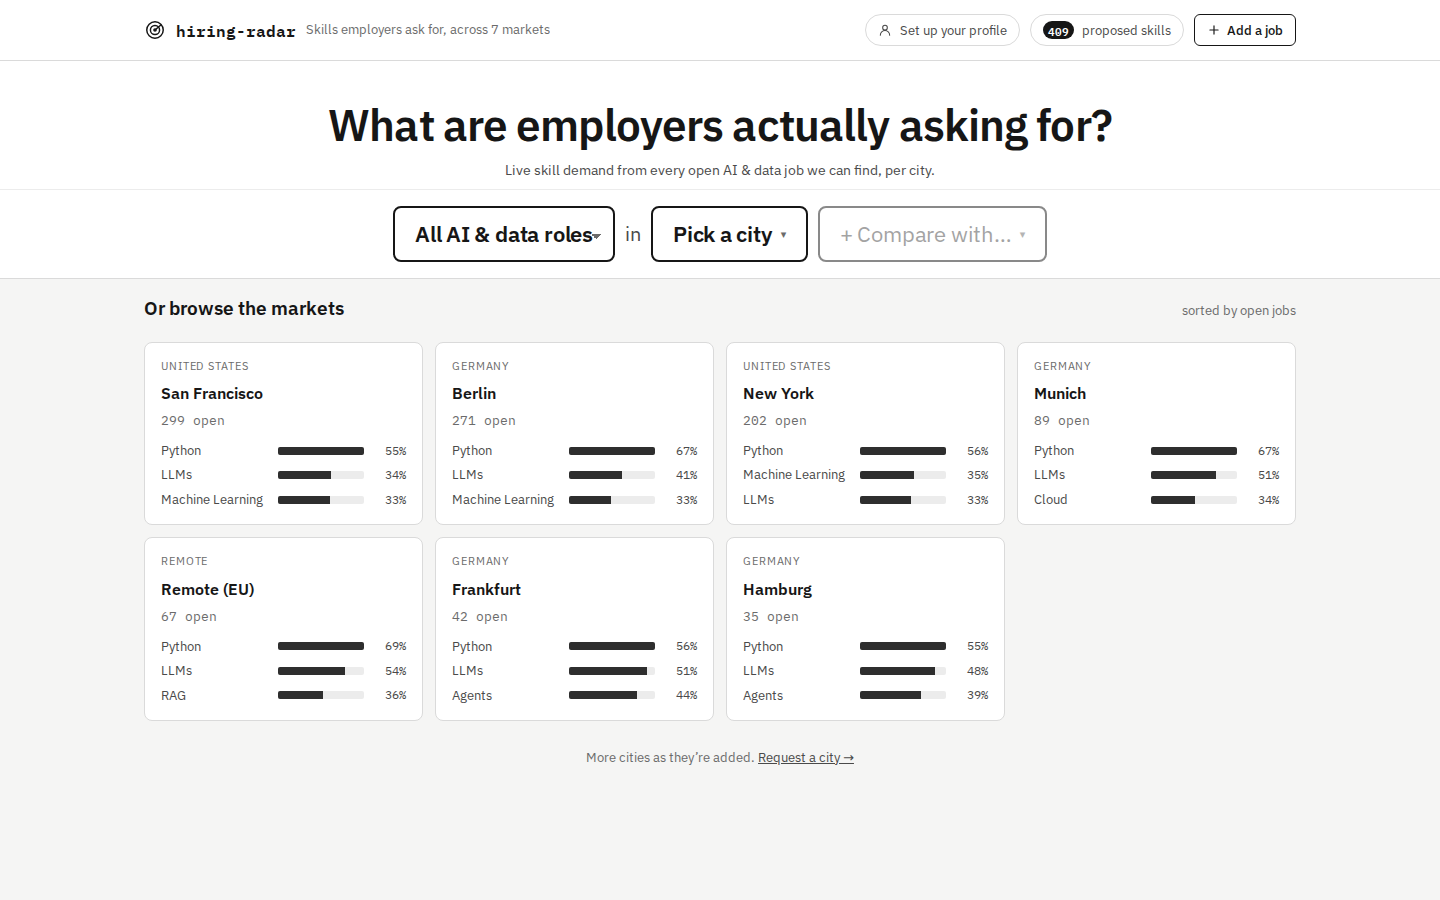 hiring-radar Skills employers ask for, across 7 markets
Set up your profile
409 proposed skills
+ Add a job
What are employers actually asking for?
Live skill demand from every open AI & data job we can find, per city.
All AI & data roles in Pick a city + Compare with...
Or browse the markets
sorted by open jobs
UNITED STATES
San Francisco
299 open
Python 55%
LLMs 34%
Machine Learning 33%
GERMANY
Berlin
271 open
Python 67%
LLMs 41%
Machine Learning 33%
UNITED STATES
New York
202 open
Python 56%
Machine Learning 35%
LLMs 33%
GERMANY
Munich
89 open
Python 67%
LLMs 51%
Cloud 34%
REMOTE
Remote (EU)
67 open
Python 69%
LLMs 54%
RAG 36%
GERMANY
Frankfurt
42 open
Python 56%
LLMs 51%
Agents 44%
GERMANY
Hamburg
35 open
Python 55%
LLMs 48%
Agents 39%
More cities as they're added. Request a city →